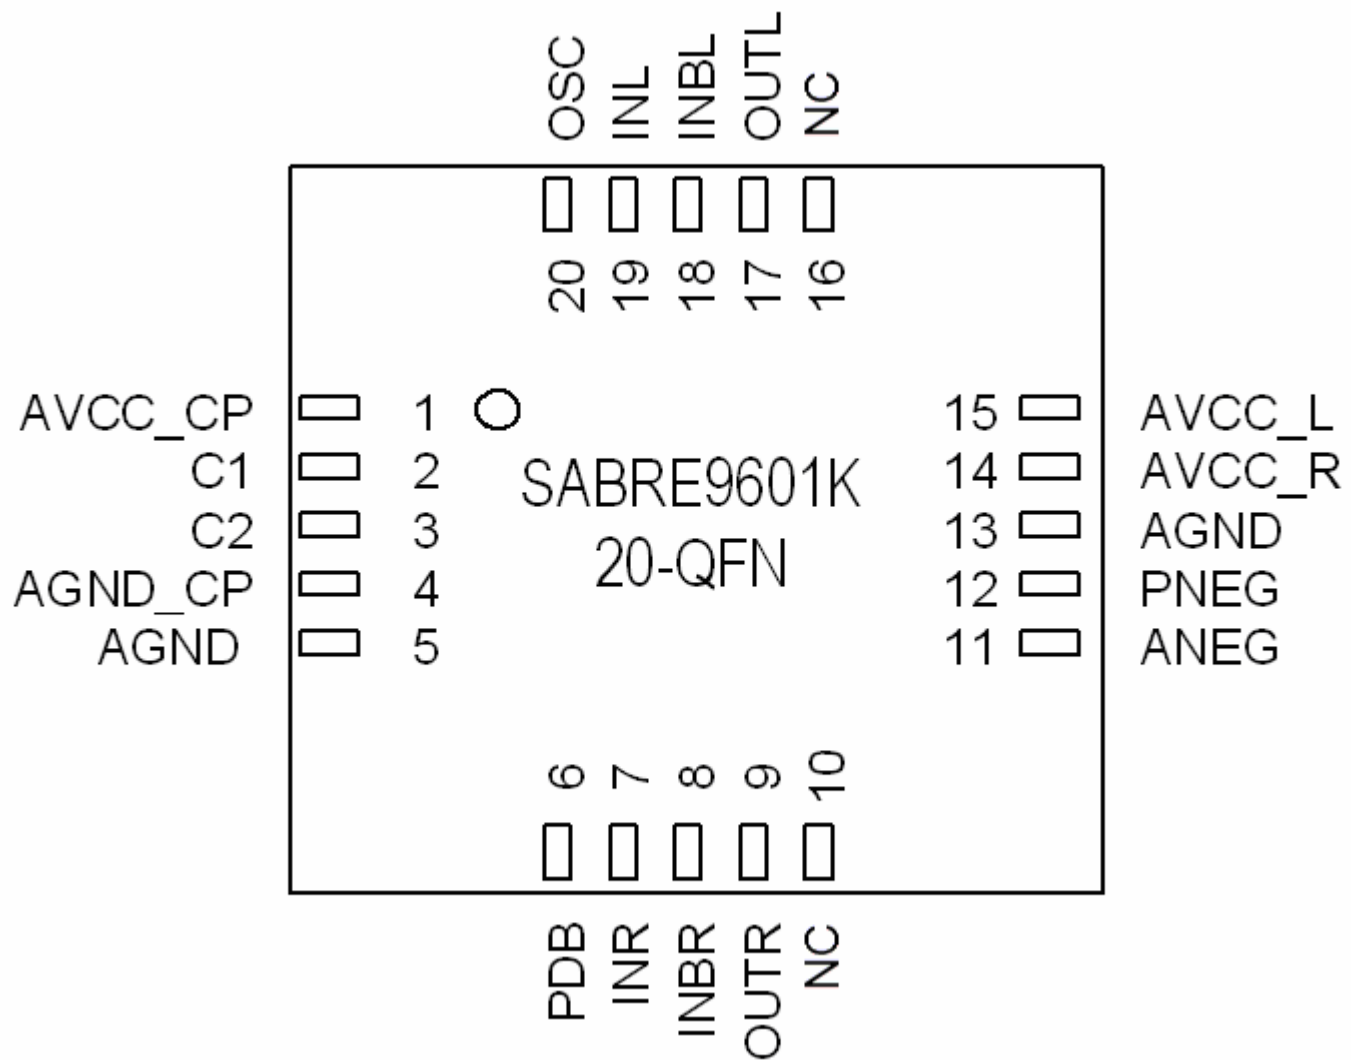 OSC INL INBL OUTL NC
20 19 18 17 16
AVCC_CP 1 15 AVCC_L
C1 2 14 AVCC_R
SABRE9601K
C2 3 13 AGND
20-QFN
AGND_CP 4 12 PNEG
AGND 5 11 ANEG
6 7 8 9 10
PDB INR INBR OUTR NC